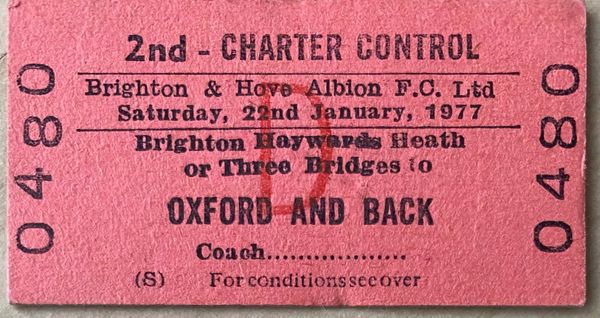 2nd - CHARTER CONTROL
Brighton & Hove Albion F.C. Ltd
Saturday, 22nd January, 1977
Brighton Haywards Heath
or Three Bridges to
OXFORD AND BACK
Coach..................
(S) For conditions see over
0480
0480
D